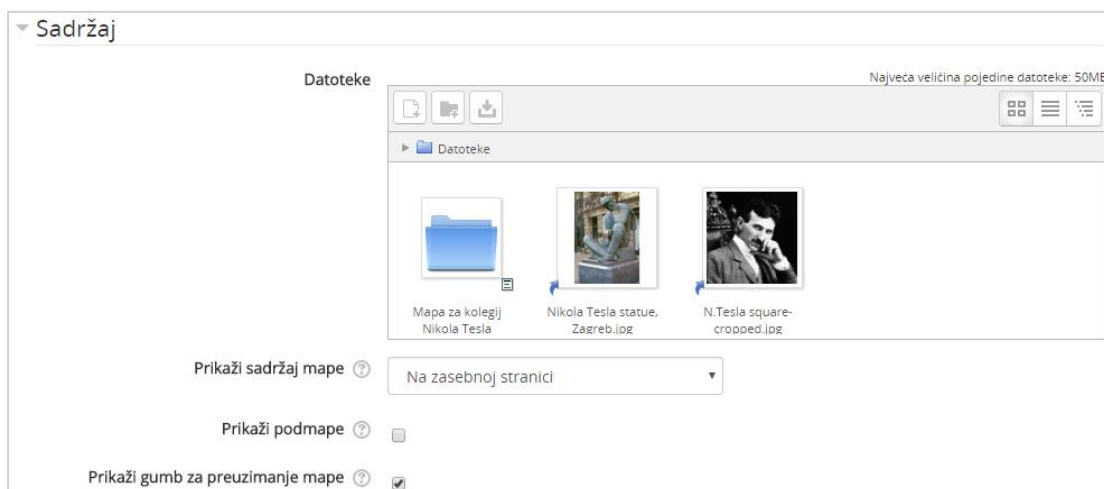 Sadržaj
Datoteke
Najveća veličina pojedine datoteke: 50MB
Datoteke
Mapa za kolegij
Nikola Tesla
Nikola Tesla statue,
Zagreb.jpg
N.Tesla square-
cropped.jpg
Prikaži sadržaj mape
Na zasebnoj stranici
Prikaži podmape
Prikaži gumb za preuzimanje mape